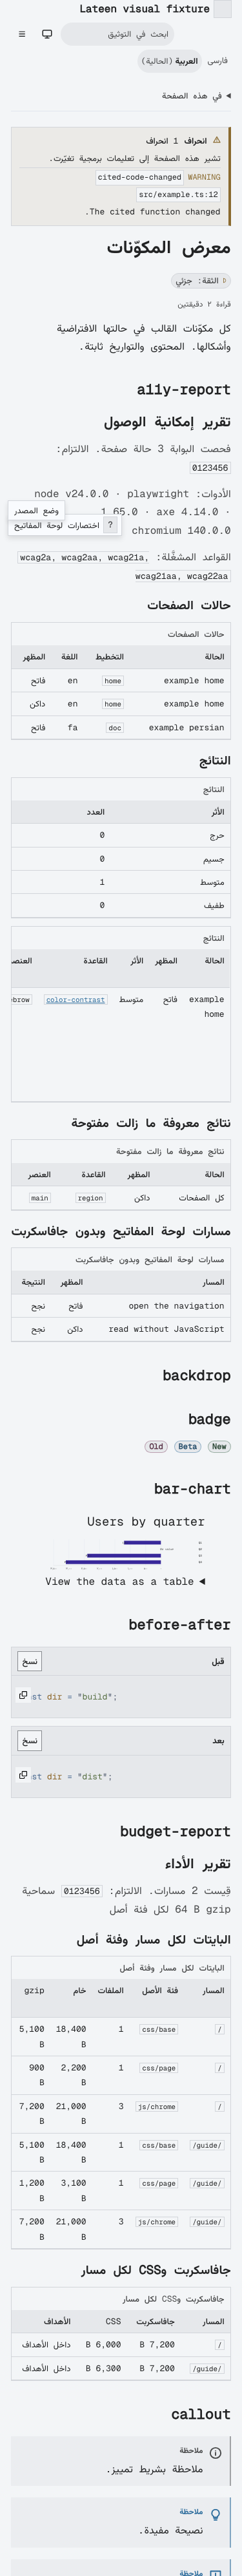 Lateen visual fixture
ابحث في التوثيق
فارسی
العربية (الحالية)
في هذه الصفحة
انحراف 1 انحراف
تشير هذه الصفحة إلى تعليمات برمجية تغيّرت.
WARNING cited-code-changed
src/example.ts:12
The cited function changed.
معرض المكوّنات
الثقة: جزئي
قراءة ٢ دقيقتين
كل مكوّنات القالب في حالتها الافتراضية
وأشكالها. المحتوى والتواريخ ثابتة.
a11y-report
تقرير إمكانية الوصول
فحصت البوابة 3 حالة صفحة. الالتزام:
0123456
الأدوات: node v24.0.0 · playwright
1.65.0 · axe 4.14.0 ·
chromium 140.0.0
وضع المصدر
? اختصارات لوحة المفاتيح
القواعد المشغَّلة: wcag2a, wcag2aa, wcag21a,
wcag21aa, wcag22aa
حالات الصفحات
حالات الصفحات
الحالة التخطيط اللغة المظهر
example home home en فاتح
example home home en داكن
example persian doc fa فاتح
النتائج
النتائج
الأثر العدد
حرج 0
جسيم 0
متوسط 1
طفيف 0
النتائج
الحالة المظهر الأثر القاعدة
example home فاتح متوسط color-contrast
نتائج معروفة ما زالت مفتوحة
نتائج معروفة ما زالت مفتوحة
الحالة المظهر القاعدة العنصر
كل الصفحات داكن region main
مسارات لوحة المفاتيح وبدون جافاسكربت
مسارات لوحة المفاتيح وبدون جافاسكربت
المسار المظهر النتيجة
open the navigation فاتح نجح
read without JavaScript داكن نجح
backdrop
badge
New Beta Old
bar-chart
Users by quarter
View the data as a table
before-after
قبل نسخ
dir = "build";
بعد نسخ
dir = "dist";
budget-report
تقرير الأداء
قِيست 2 مسارات. الالتزام: 0123456 سماحية
64 B gzip لكل فئة أصل
البايتات لكل مسار وفئة أصل
البايتات لكل مسار وفئة أصل
المسار فئة الأصل الملفات خام gzip
/ css/base 1 18,400 B 5,100 B
/ css/page 1 2,200 B 900 B
/ js/chrome 3 21,000 B 7,200 B
/guide/ css/base 1 18,400 B 5,100 B
/guide/ css/page 1 3,100 B 1,200 B
/guide/ js/chrome 3 21,000 B 7,200 B
جافاسكربت وCSS لكل مسار
جافاسكربت وCSS لكل مسار
المسار جافاسكربت CSS الأهداف
/ 7,200 B 6,000 B داخل الأهداف
/guide/ 7,200 B 6,300 B داخل الأهداف
callout
ملاحظة
ملاحظة بشريط تمييز.
ملاحظة
نصيحة مفيدة.
ملاحظة